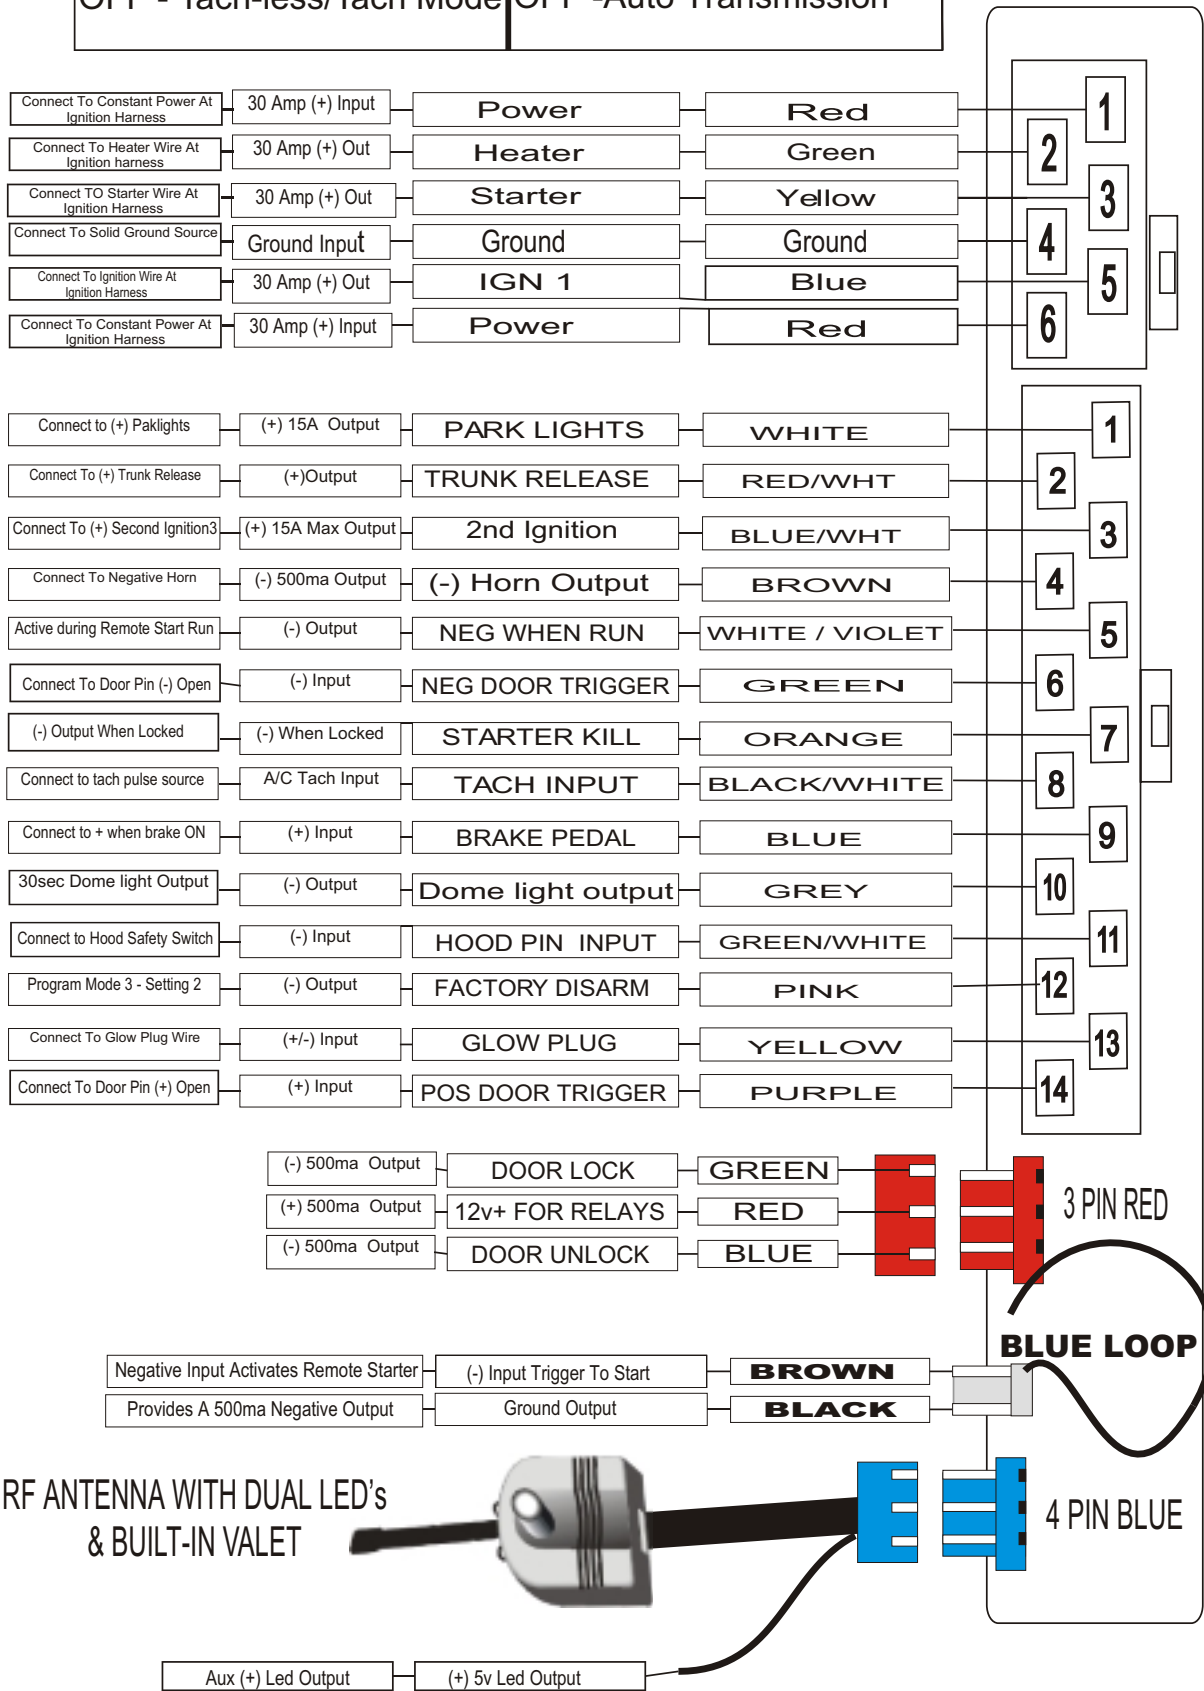 OFF - Tach-less/Tach Mode OFF -Auto Transmission
Connect To Constant Power At Ignition Harness 30 Amp (+) Input Power Red 1
Connect To Heater Wire At Ignition harness 30 Amp (+) Out Heater Green 2
Connect TO Starter Wire At Ignition Harness 30 Amp (+) Out Starter Yellow 3
Connect To Solid Ground Source Ground Input Ground Ground 4
Connect To Ignition Wire At Ignition Harness 30 Amp (+) Out IGN 1 Blue 5
Connect To Constant Power At Ignition Harness 30 Amp (+) Input Power Red 6
Connect to (+) Paklights (+) 15A Output PARK LIGHTS WHITE 1
Connect To (+) Trunk Release (+)Output TRUNK RELEASE RED/WHT 2
Connect To (+) Second Ignition3 (+) 15A Max Output 2nd Ignition BLUE/WHT 3
Connect To Negative Horn (-) 500ma Output (-) Horn Output BROWN 4
Active during Remote Start Run (-) Output NEG WHEN RUN WHITE / VIOLET 5
Connect To Door Pin (-) Open (-) Input NEG DOOR TRIGGER GREEN 6
(-) Output When Locked (-) When Locked STARTER KILL ORANGE 7
Connect to tach pulse source A/C Tach Input TACH INPUT BLACK/WHITE 8
Connect to + when brake ON (+) Input BRAKE PEDAL BLUE 9
30sec Dome light Output (-) Output Dome light output GREY 10
Connect to Hood Safety Switch (-) Input HOOD PIN INPUT GREEN/WHITE 11
Program Mode 3 - Setting 2 (-) Output FACTORY DISARM PINK 12
Connect To Glow Plug Wire (+/-) Input GLOW PLUG YELLOW 13
Connect To Door Pin (+) Open (+) Input POS DOOR TRIGGER PURPLE 14
(-) 500ma Output DOOR LOCK GREEN
(+) 500ma Output 12v+ FOR RELAYS RED
(-) 500ma Output DOOR UNLOCK BLUE
3 PIN RED
BLUE LOOP
Negative Input Activates Remote Starter (-) Input Trigger To Start BROWN
Provides A 500ma Negative Output Ground Output BLACK
RF ANTENNA WITH DUAL LED's
& BUILT-IN VALET
4 PIN BLUE
Aux (+) Led Output (+) 5v Led Output